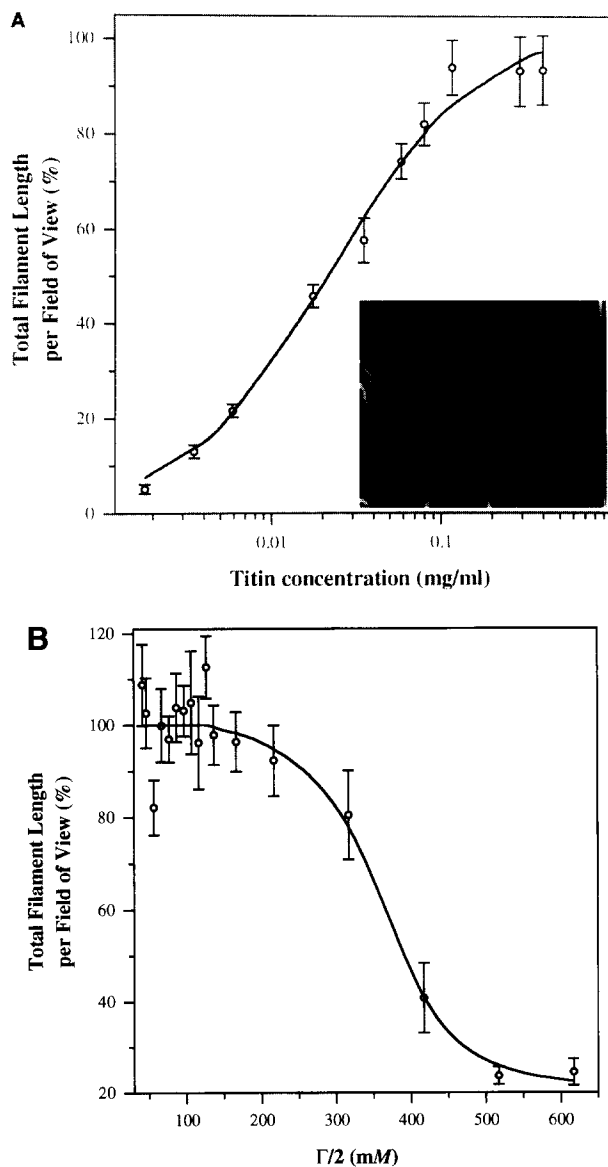 A
Total Filament Length
per Field of View (%)
100
80
60
40
20
0
0.01
0.1
Titin concentration (mg/ml)
B
Total Filament Length
per Field of View (%)
120
100
80
60
40
20
100
200
300
400
500
600
Γ/2 (mM)